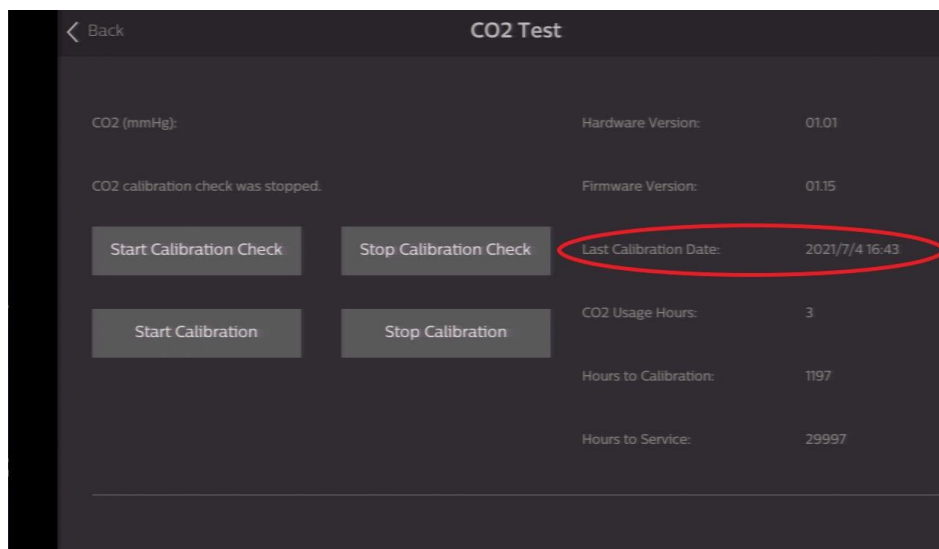 Back
CO2 Test
CO2 (mmHg):
CO2 calibration check was stopped.
Start Calibration Check
Stop Calibration Check
Start Calibration
Stop Calibration
Hardware Version: 01.01
Firmware Version: 01.15
Last Calibration Date: 2021/7/4 16:43
CO2 Usage Hours: 3
Hours to Calibration: 1197
Hours to Service: 29997